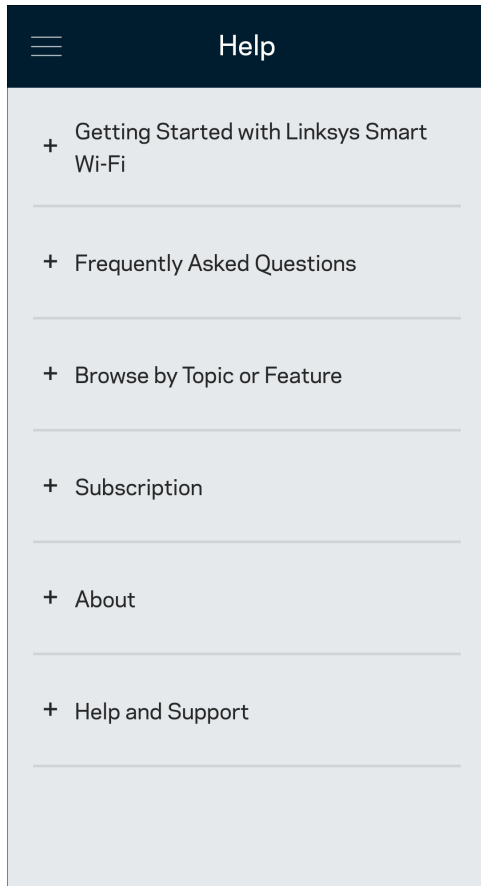 Help
+ Getting Started with Linksys Smart
Wi-Fi
+ Frequently Asked Questions
+ Browse by Topic or Feature
+ Subscription
+ About
+ Help and Support